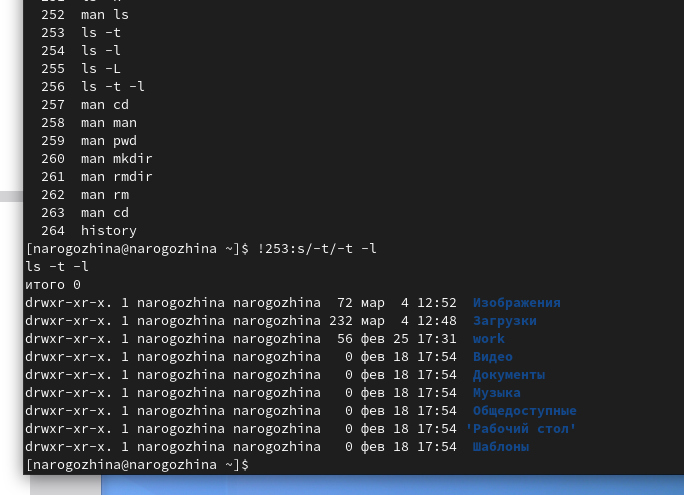 252  man ls
253  ls -t
254  ls -l
255  ls -L
256  ls -t -l
257  man cd
258  man man
259  man pwd
260  man mkdir
261  man rmdir
262  man rm
263  man cd
264  history
[narogozhina@narogozhina ~]$ !253:s/-t/-t -l
ls -t -l
итого 0
drwxr-xr-x. 1 narogozhina narogozhina  72 мар  4 12:52  Изображения
drwxr-xr-x. 1 narogozhina narogozhina 232 мар  4 12:48  Загрузки
drwxr-xr-x. 1 narogozhina narogozhina  56 фев 25 17:31  work
drwxr-xr-x. 1 narogozhina narogozhina   0 фев 18 17:54  Видео
drwxr-xr-x. 1 narogozhina narogozhina   0 фев 18 17:54  Документы
drwxr-xr-x. 1 narogozhina narogozhina   0 фев 18 17:54  Музыка
drwxr-xr-x. 1 narogozhina narogozhina   0 фев 18 17:54  Общедоступные
drwxr-xr-x. 1 narogozhina narogozhina   0 фев 18 17:54 'Рабочий стол'
drwxr-xr-x. 1 narogozhina narogozhina   0 фев 18 17:54  Шаблоны
[narogozhina@narogozhina ~]$